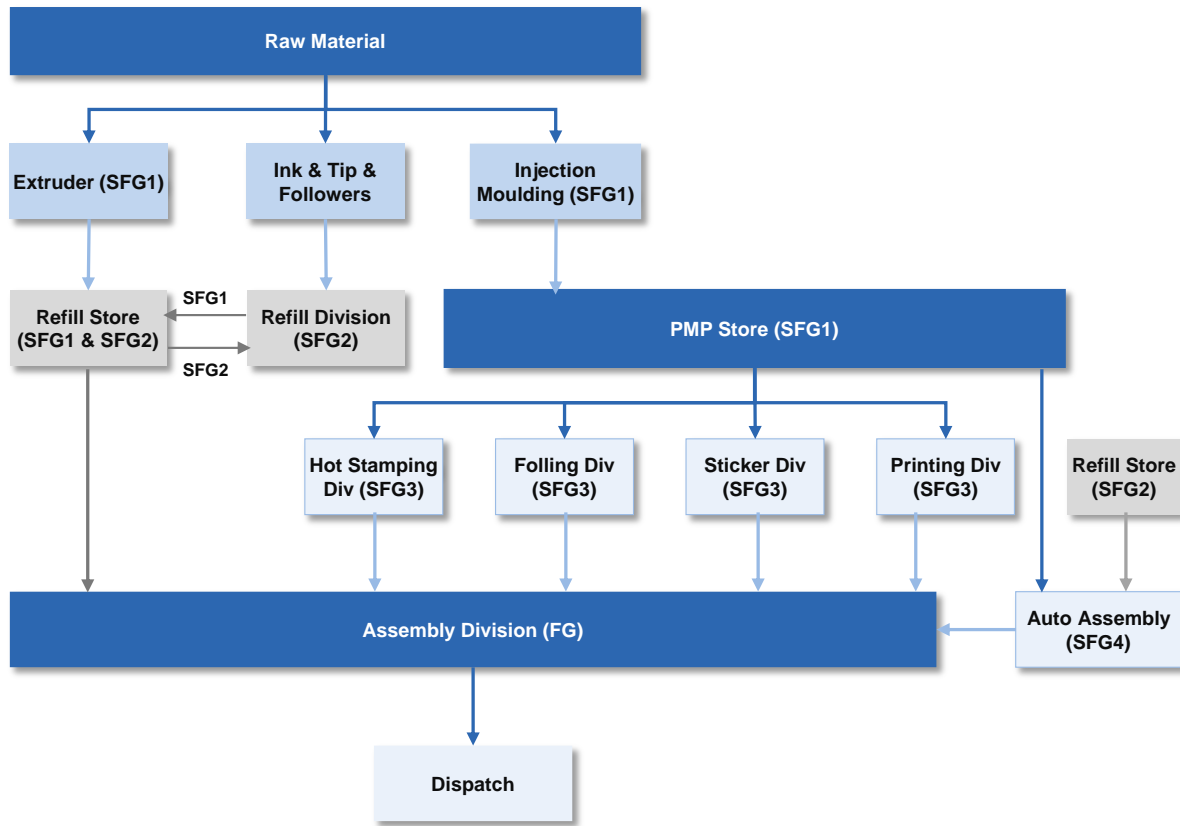 Raw Material
Extruder (SFG1)
Ink & Tip &
Followers
Injection
Moulding (SFG1)
SFG1
Refill Store
(SFG1 & SFG2)
Refill Division
(SFG2)
SFG2
PMP Store (SFG1)
Hot Stamping
Div (SFG3)
Folling Div
(SFG3)
Sticker Div
(SFG3)
Printing Div
(SFG3)
Refill Store
(SFG2)
Assembly Division (FG)
Auto Assembly
(SFG4)
Dispatch